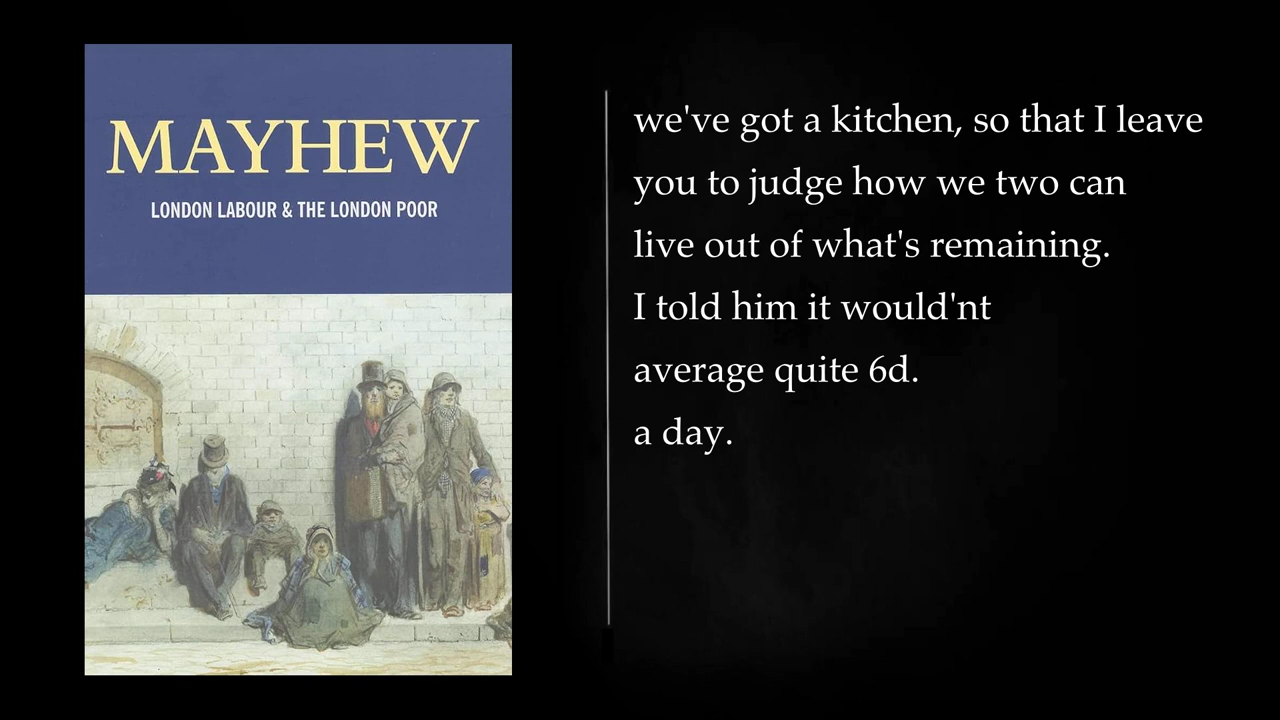 MAYHEW
LONDON LABOUR & THE LONDON POOR
we've got a kitchen, so that I leave
you to judge how we two can
live out of what's remaining.
I told him it would'nt
average quite 6d.
a day.